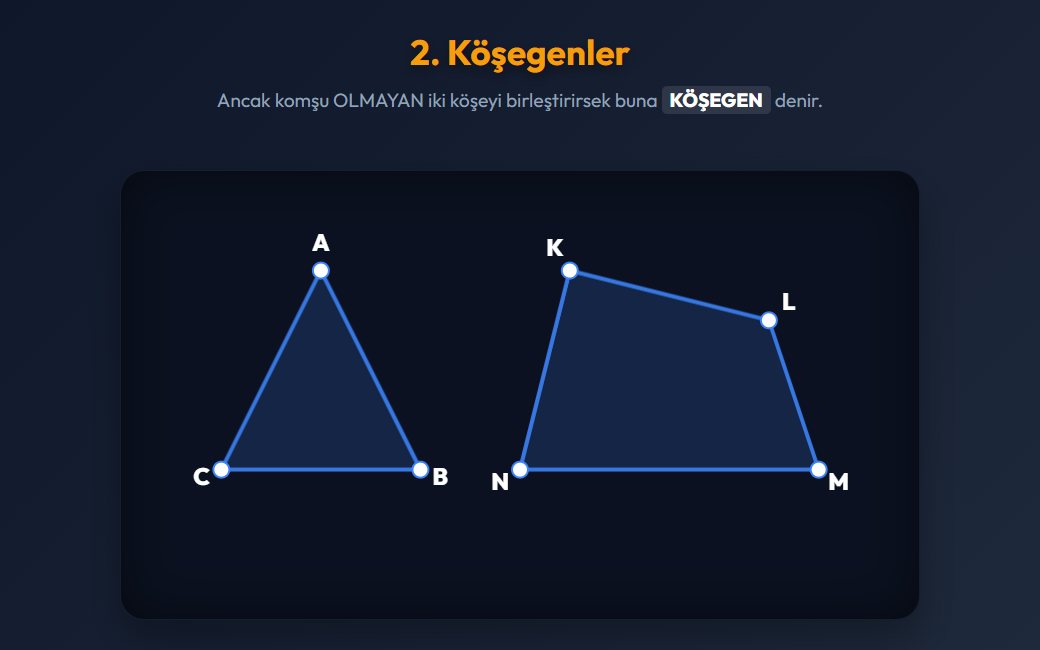 2. Köşegenler
Ancak komşu OLMAYAN iki köşeyi birleştirirsek buna KÖŞEGEN denir.
A
K
L
C
B
N
M